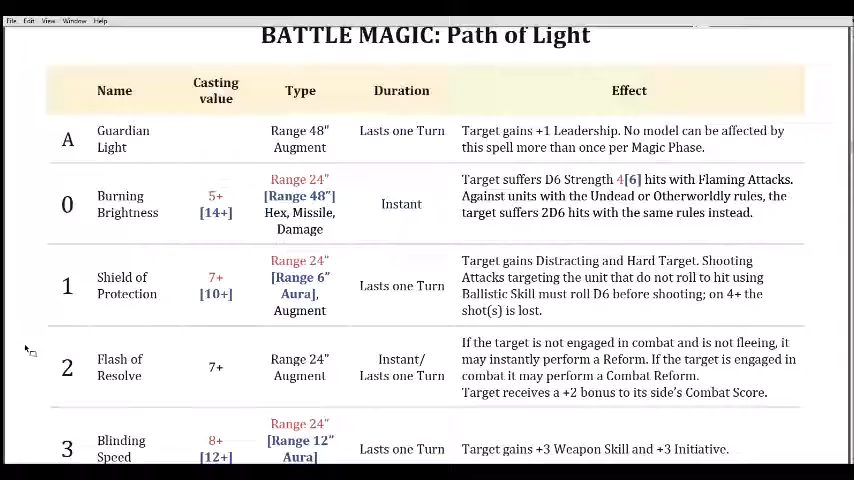 File Edit View Window Help
BATTLE MAGIC: Path of Light
Name Casting value Type Duration Effect
A Guardian Light Range 48" Augment Lasts one Turn Target gains +1 Leadership. No model can be affected by
this spell more than once per Magic Phase.
0 Burning Brightness 5+ [14+] Range 24" [Range 48"] Hex, Missile, Damage Instant Target suffers D6 Strength 4[6] hits with Flaming Attacks.
Against units with the Undead or Otherworldly rules, the
target suffers 2D6 hits with the same rules instead.
1 Shield of Protection 7+ [10+] Range 24" [Range 6" Aura], Augment Lasts one Turn Target gains Distracting and Hard Target. Shooting
Attacks targeting the unit that do not roll to hit using
Ballistic Skill must roll D6 before shooting; on 4+ the
shot(s) is lost.
2 Flash of Resolve 7+ Range 24" Augment Instant/ Lasts one Turn If the target is not engaged in combat and is not fleeing, it
may instantly perform a Reform. If the target is engaged in
combat it may perform a Combat Reform.
Target receives a +2 bonus to its side's Combat Score.
3 Blinding Speed 8+ [12+] Range 24" [Range 12" Aura] Lasts one Turn Target gains +3 Weapon Skill and +3 Initiative.